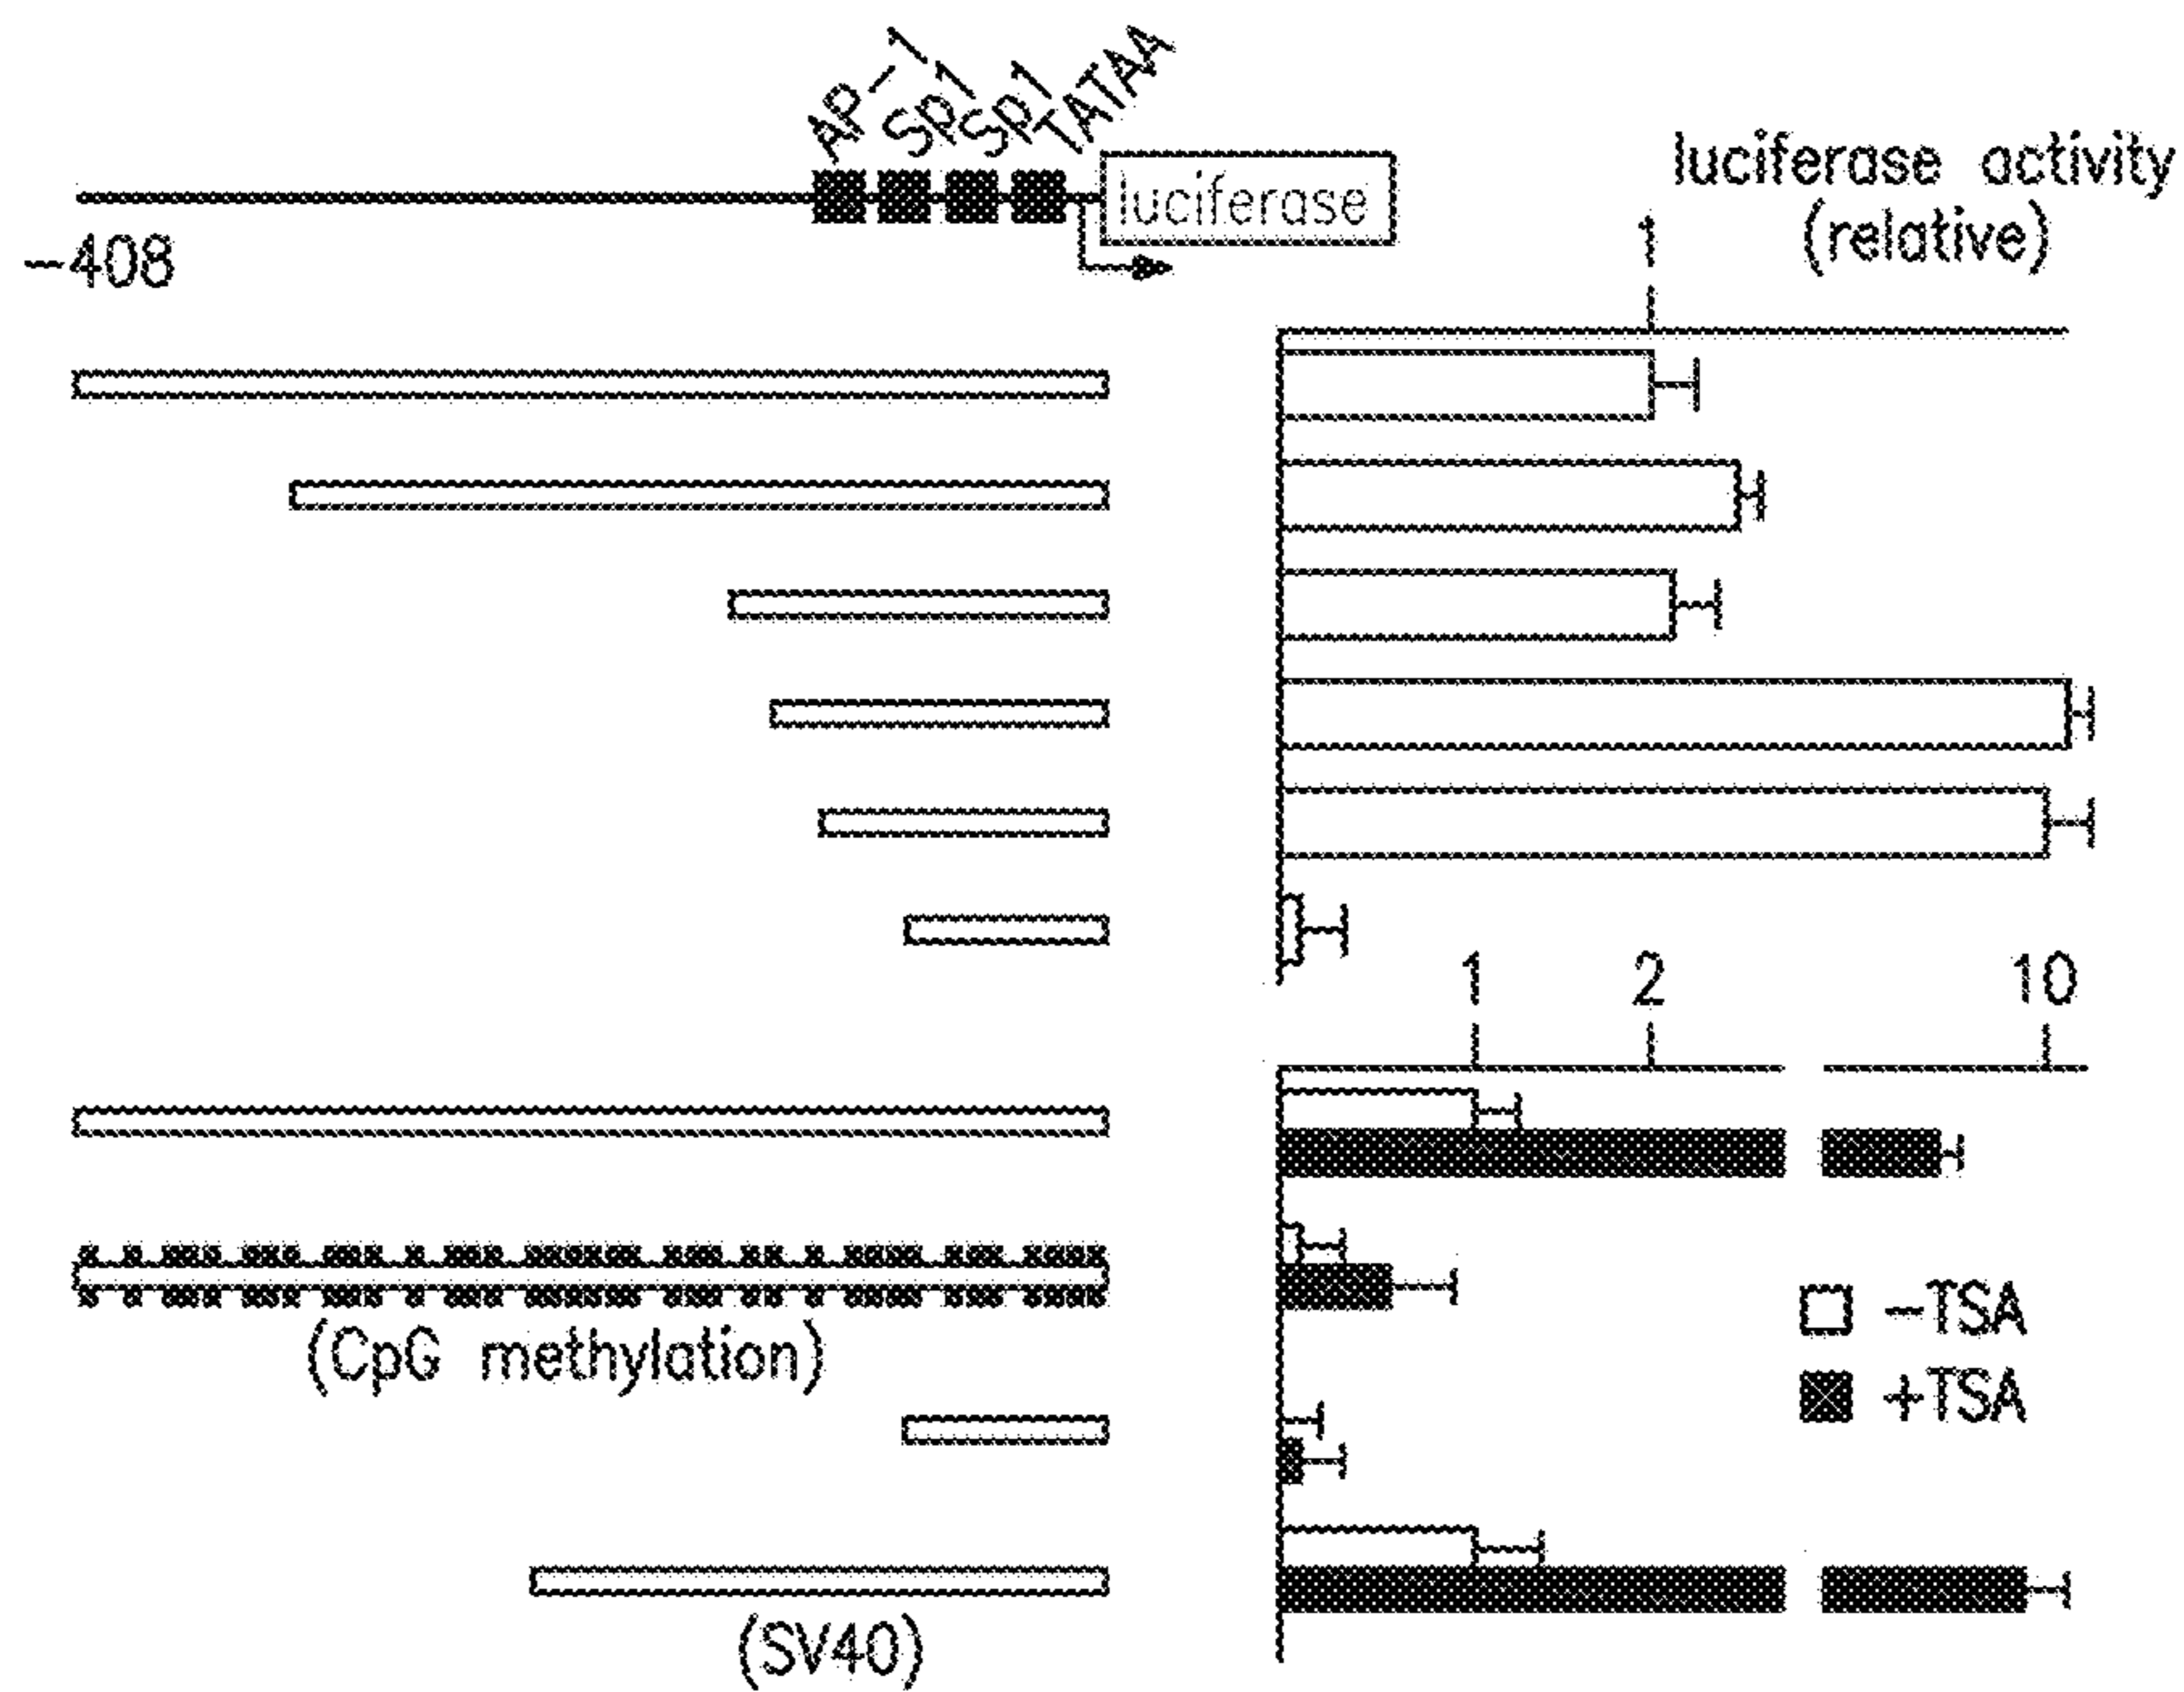 AP-1
Sp1
Sp1
TATAA
luciferase
-408
luciferase activity
(relative)
1
1
2
10
(CpG methylation)
-TSA
+TSA
(SV40)